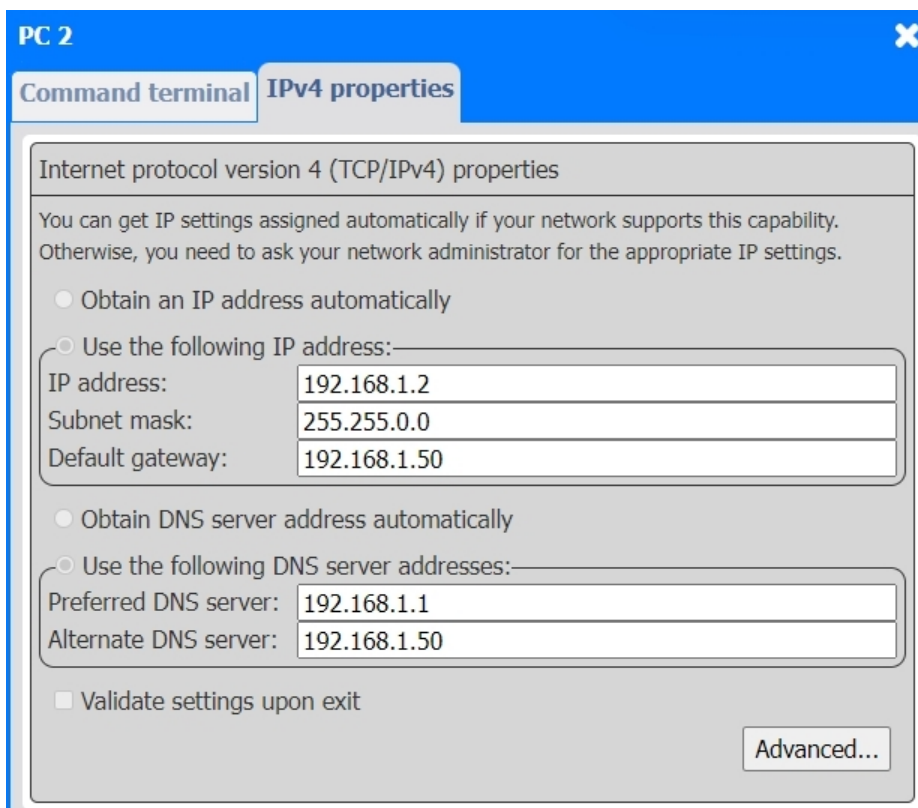 PC 2
Command terminal
IPv4 properties
Internet protocol version 4 (TCP/IPv4) properties
You can get IP settings assigned automatically if your network supports this capability.
Otherwise, you need to ask your network administrator for the appropriate IP settings.
Obtain an IP address automatically
Use the following IP address:
IP address: 192.168.1.2
Subnet mask: 255.255.0.0
Default gateway: 192.168.1.50
Obtain DNS server address automatically
Use the following DNS server addresses:
Preferred DNS server: 192.168.1.1
Alternate DNS server: 192.168.1.50
Validate settings upon exit
Advanced...